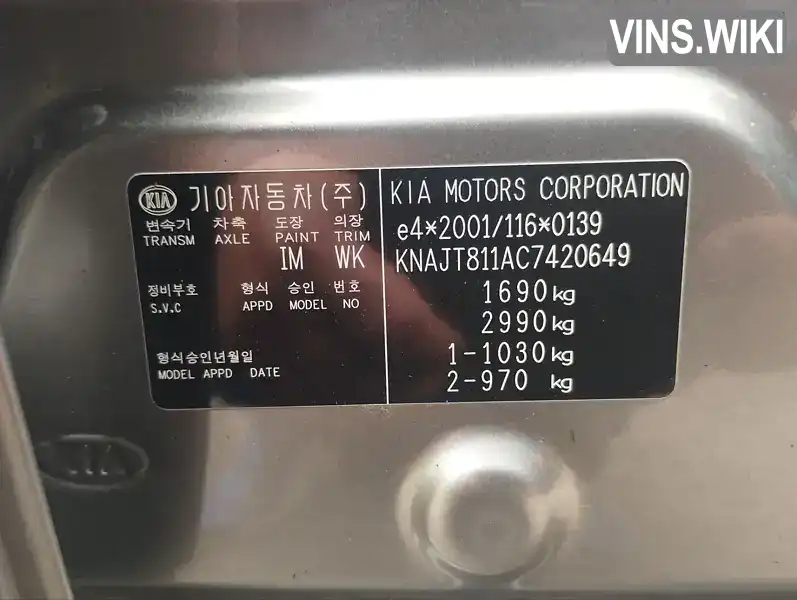 VINS.WIKI
KIA 기아자동차(주)
변속기 차축 도장 의장
TRANSM AXLE PAINT TRIM
IM WK
정비부호 형식 승인 번호
S.V.C APPD MODEL NO
형식승인년월일
MODEL APPD DATE
KIA MOTORS CORPORATION
e4*2001/116*0139
KNAJT811AC7420649
1690kg
2990kg
1-1030kg
2-970 kg
KIA